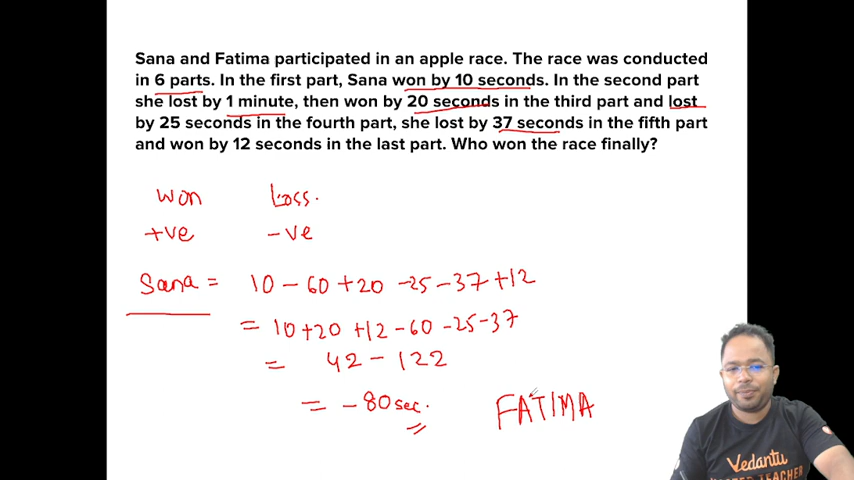 Sana and Fatima participated in an apple race. The race was conducted
in 6 parts. In the first part, Sana won by 10 seconds. In the second part
she lost by 1 minute, then won by 20 seconds in the third part and lost
by 25 seconds in the fourth part, she lost by 37 seconds in the fifth part
and won by 12 seconds in the last part. Who won the race finally?
won Loss.
+ve -ve
Sana = 10 - 60 + 20 - 25 - 37 + 12
= 10 + 20 + 12 - 60 - 25 - 37
= 42 - 122
= - 80 sec.
FATIMA
Vedantu
MASTER TEACHER